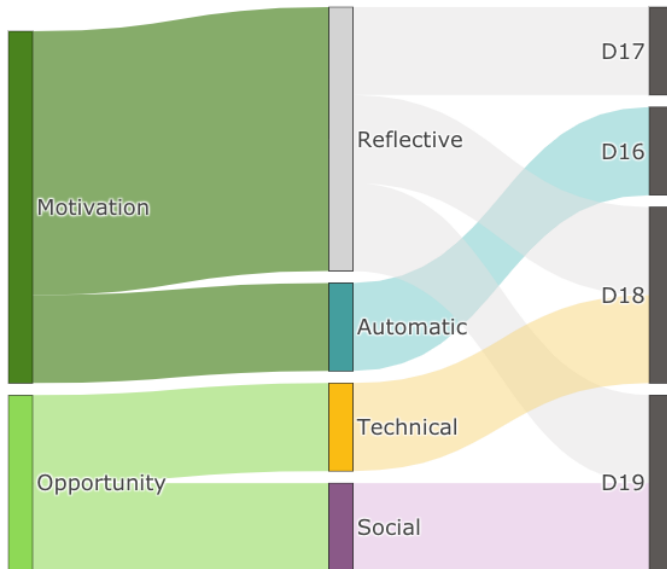 Motivation
Opportunity
Reflective
Automatic
Technical
Social
D17
D16
D18
D19